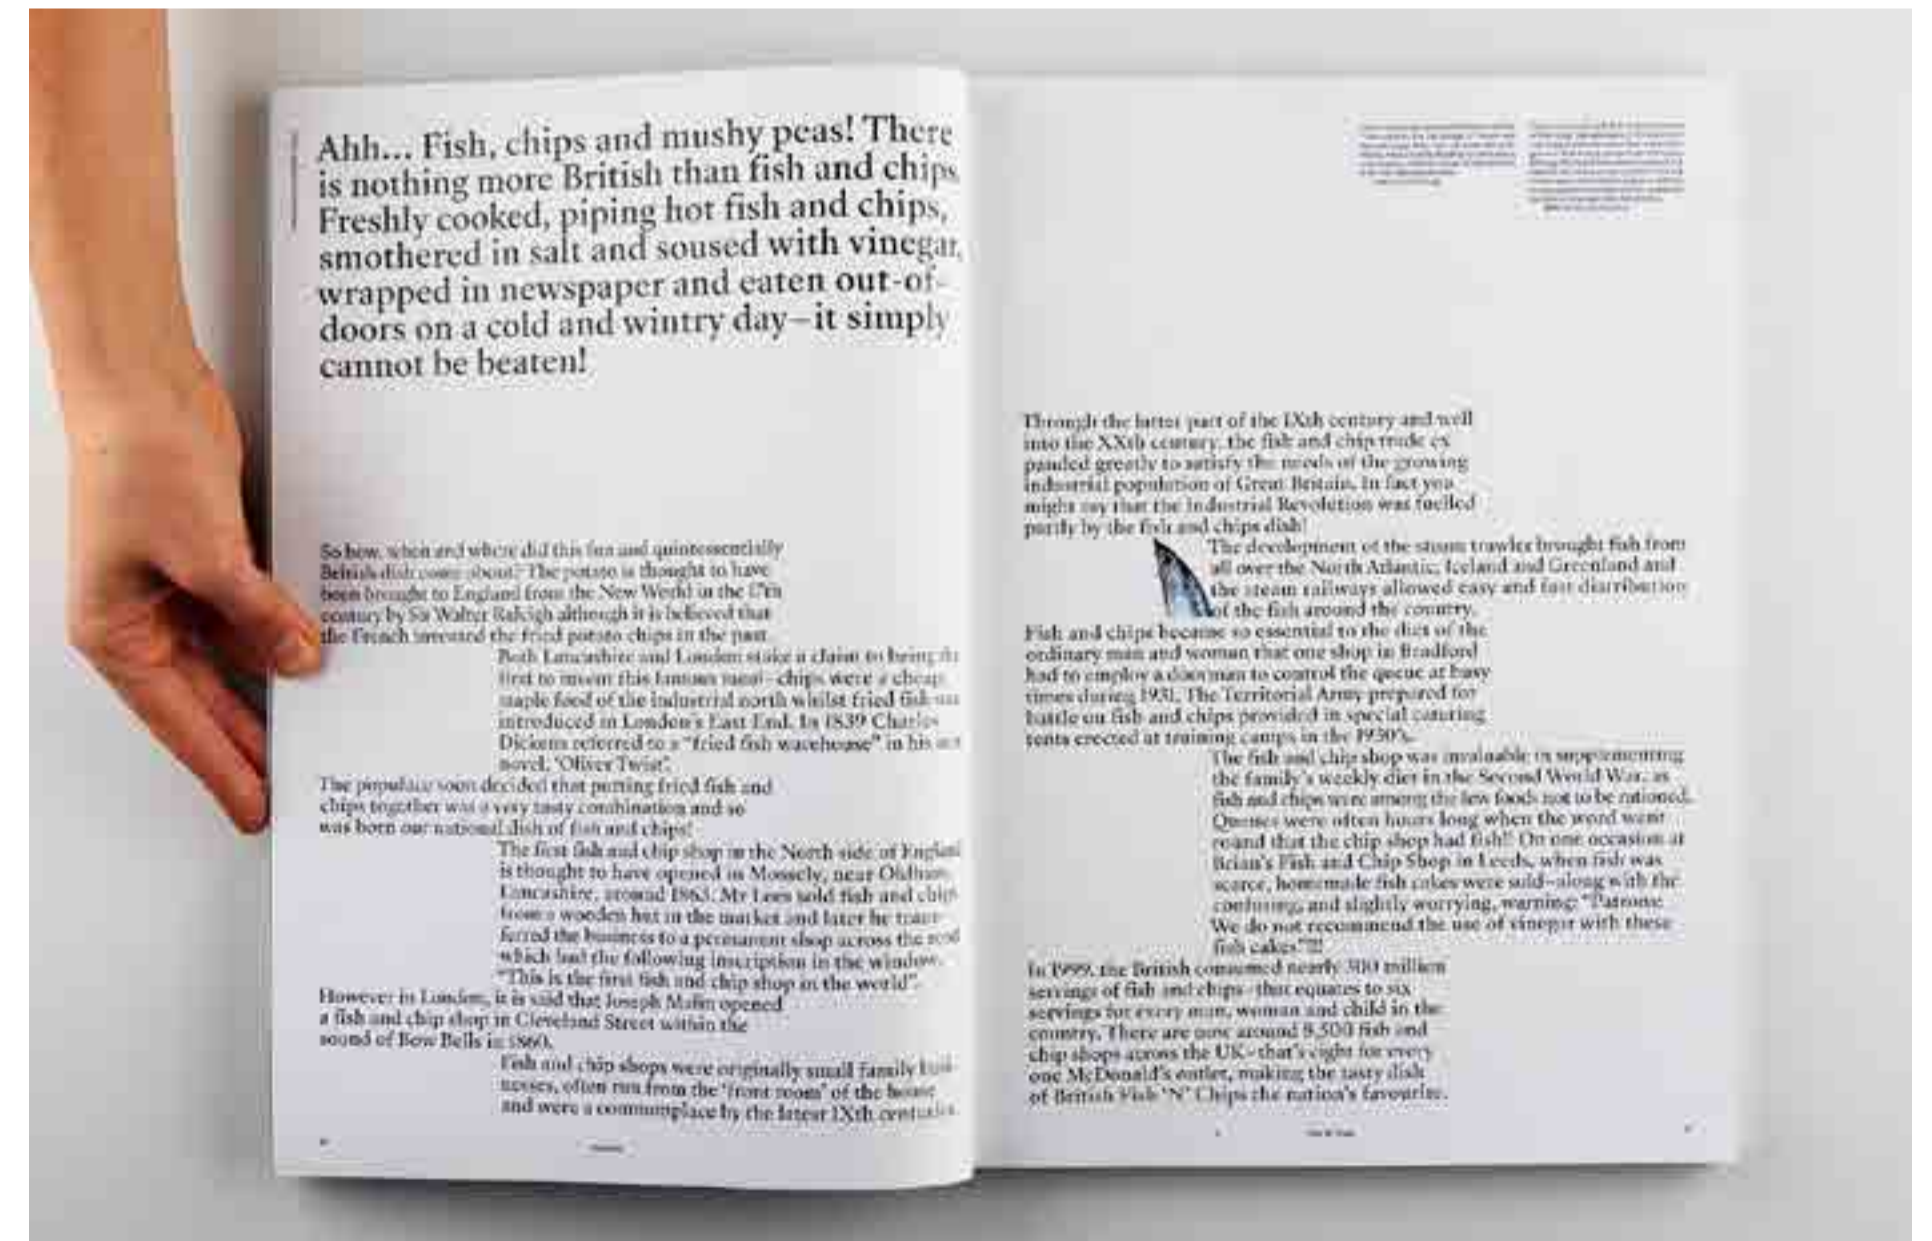 Ahh... Fish, chips and mushy peas! There
is nothing more British than fish and chips.
Freshly cooked, piping hot fish and chips,
smothered in salt and soused with vinegar,
wrapped in newspaper and eaten out-of-
doors on a cold and wintry day–it simply
cannot be beaten!
So how, when and where did this fun and quintessentially
British dish come about? The potato is thought to have
been brought to England from the New World in the
century by Sir Walter Raleigh although it is believed that
the French invented the fried potato chips in the past.
Both Lancashire and London stake a claim to being the
first to invent this famous meal–chips were a cheap,
staple food of the industrial north whilst fried fish was
introduced in London's East End. In 1839 Charles
Dickens referred to a "fried fish warehouse" in his
novel, 'Oliver Twist'.
The populace soon decided that putting fried fish and
chips together was a very tasty combination and so
was born our national dish of fish and chips!
The first fish and chip shop in the North side of England
is thought to have opened in Mossely, near Oldham,
Lancashire, around 1863. Mr Lees sold fish and chips
from a wooden hut in the market and later he trans-
ferred the business to a permanent shop across the road
which had the following inscription in the window,
"This is the first fish and chip shop in the world".
However in London, it is said that Joseph Malin opened
a fish and chip shop in Cleveland Street within the
sound of Bow Bells in 1860.
Fish and chip shops were originally small family busi-
nesses, often run from the 'front room' of the house
and were a commonplace by the latest IXth centuries.
Through the latter part of the IXth century and well
into the XXth century, the fish and chip trade ex
panded greatly to satisfy the needs of the growing
industrial population of Great Britain. In fact you
might say that the Industrial Revolution was fuelled
partly by the fish and chips dish!
The development of the steam trawler brought fish from
all over the North Atlantic, Iceland and Greenland and
the steam railways allowed easy and fast distribution
of the fish around the country.
Fish and chips became so essential to the diet of the
ordinary man and woman that one shop in Bradford
had to employ a doorman to control the queue at busy
times during 1931. The Territorial Army prepared for
battle on fish and chips provided in special catering
tents erected at training camps in the 1930's.
The fish and chip shop was invaluable in supplementing
the family's weekly diet in the Second World War, as
fish and chips were among the few foods not to be rationed.
Queues were often hours long when the word went
round that the chip shop had fish!! On one occasion at
Brian's Fish and Chip Shop in Leeds, when fish was
scarce, homemade fish cakes were sold–along with the
confusing, and slightly worrying, warning: "Patrons:
We do not recommend the use of vinegar with these
fish cakes"!!!
In 1999, the British consumed nearly 300 million
servings of fish and chips–that equates to six
servings for every man, woman and child in the
country. There are now around 8,500 fish and
chip shops across the UK–that's eight for every
one McDonald's outlet, making the tasty dish
of British Fish 'N' Chips the nation's favourite.